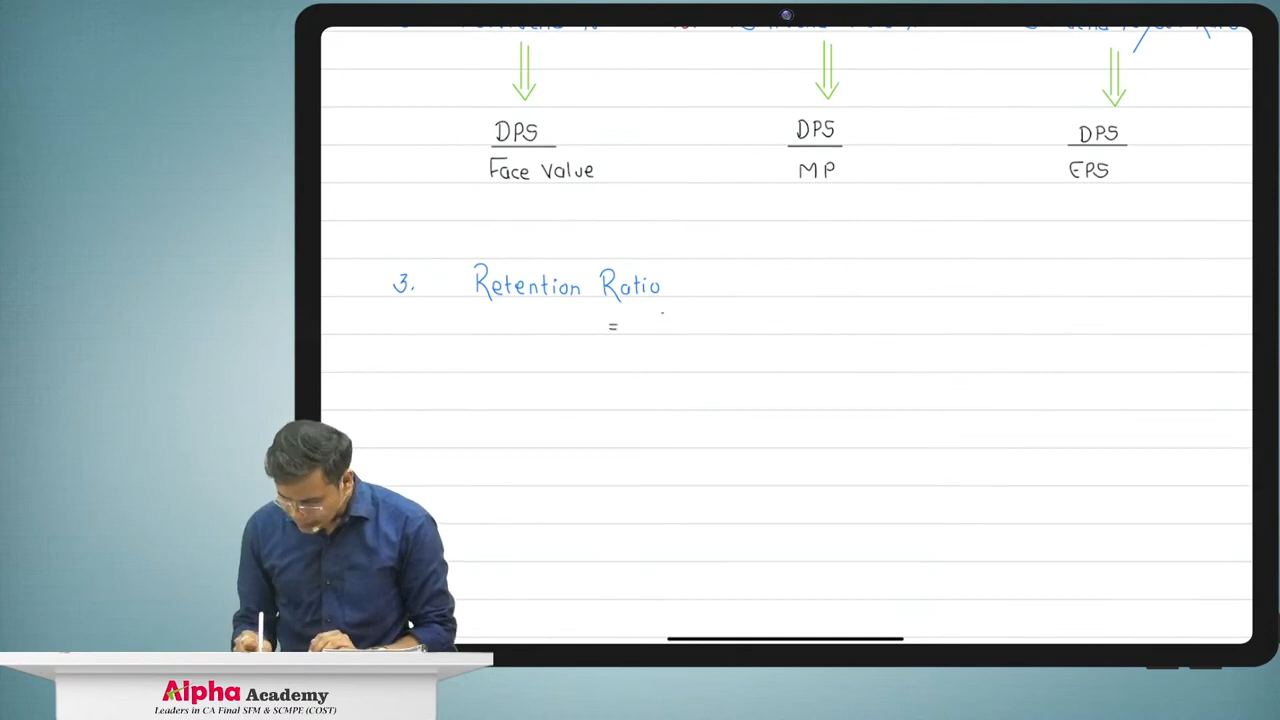 DPS DPS DPS
Face Value MP EPS
3. Retention Ratio
=
Alpha Academy
Leaders in CA Final SFM & SCMPE (COST)